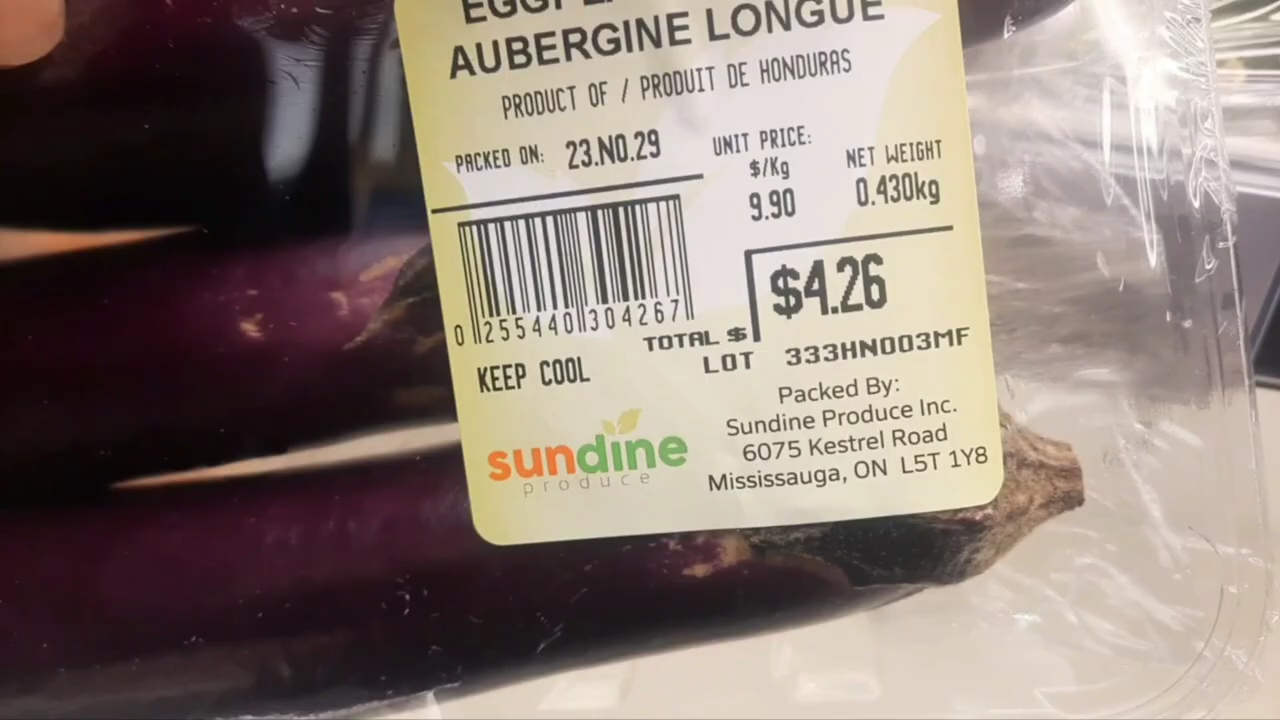 AUBERGINE LONGUE
PRODUCT OF / PRODUIT DE HONDURAS
PACKED ON: 23.NO.29
UNIT PRICE:
$/Kg
9.90
NET WEIGHT
0.430kg
0 255440 304267
TOTAL $
$4.26
KEEP COOL
LOT 333HN003MF
sundine
produce
Packed By:
Sundine Produce Inc.
6075 Kestrel Road
Mississauga, ON L5T 1Y8